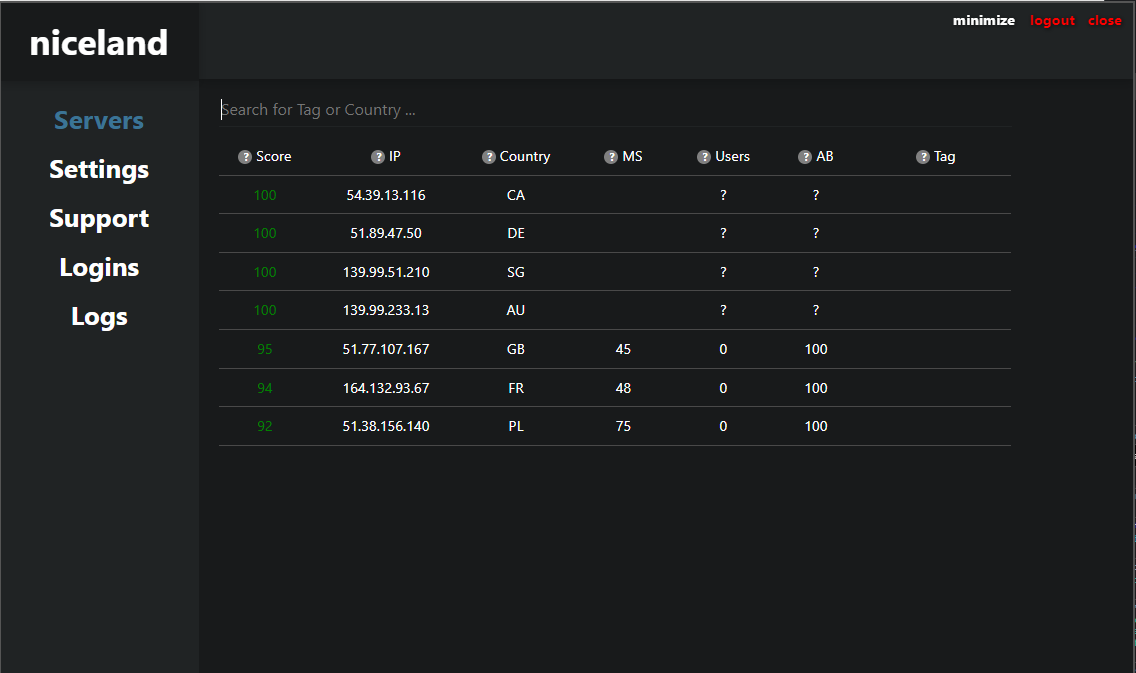 minimize logout close
niceland
Servers
Settings
Support
Logins
Logs
Search for Tag or Country ...
? Score ? IP ? Country ? MS ? Users ? AB ? Tag
100 54.39.13.116 CA ? ?
100 51.89.47.50 DE ? ?
100 139.99.51.210 SG ? ?
100 139.99.233.13 AU ? ?
95 51.77.107.167 GB 45 0 100
94 164.132.93.67 FR 48 0 100
92 51.38.156.140 PL 75 0 100